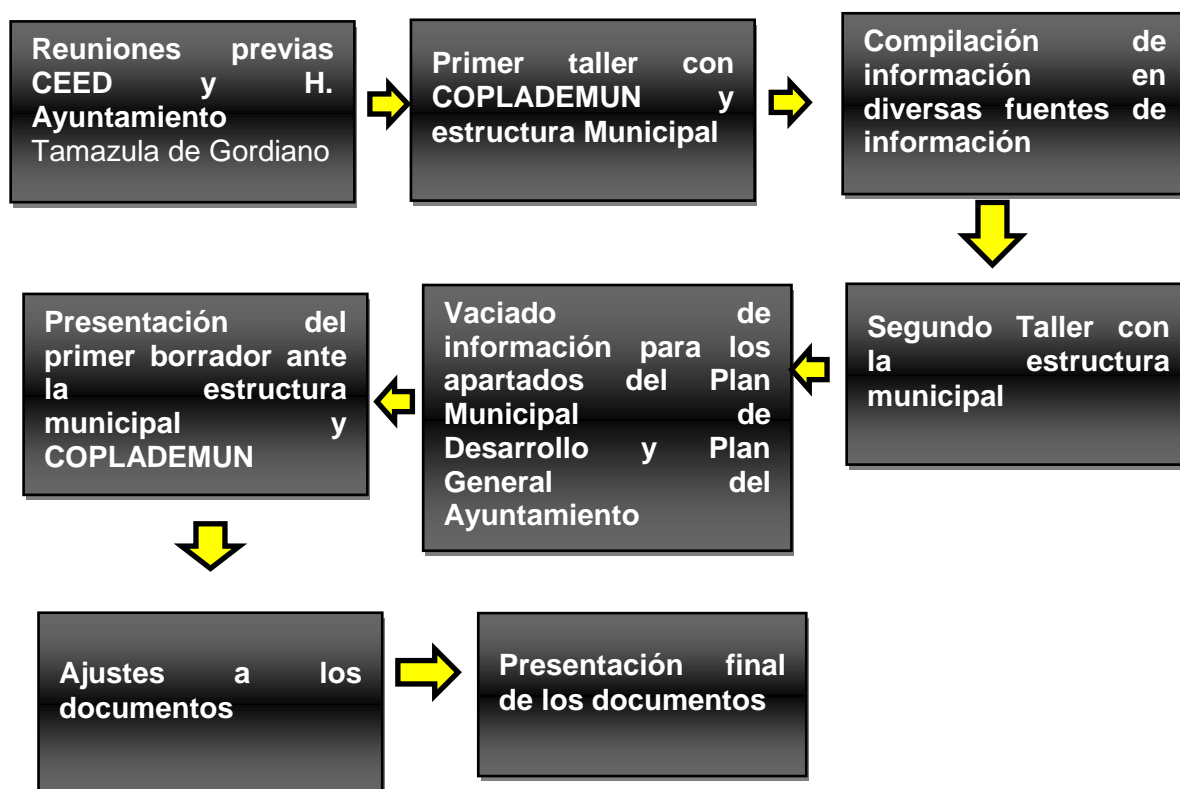 Reuniones previas
CEED y H.
Ayuntamiento
Tamazula de Gordiano
Primer taller con
COPLADEMUN y
estructura Municipal
Compilación de
información en
diversas fuentes de
información
Segundo Taller con
la estructura
municipal
Vaciado de
información para los
apartados del Plan
Municipal de
Desarrollo y Plan
General del
Ayuntamiento
Presentación del
primer borrador ante
la estructura
municipal y
COPLADEMUN
Ajustes a los
documentos
Presentación final
de los documentos